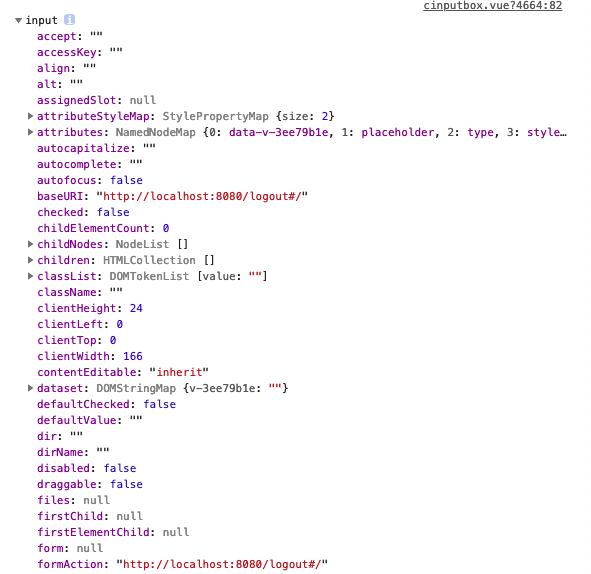 cinputbox.vue?4664:82
input i
accept: ""
accessKey: ""
align: ""
alt: ""
assignedSlot: null
attributeStyleMap: StylePropertyMap {size: 2}
attributes: NamedNodeMap {0: data-v-3ee79b1e, 1: placeholder, 2: type, 3: style…
autocapitalize: ""
autocomplete: ""
autofocus: false
baseURI: "http://localhost:8080/logout#/"
checked: false
childElementCount: 0
childNodes: NodeList []
children: HTMLCollection []
classList: DOMTokenList [value: ""]
className: ""
clientHeight: 24
clientLeft: 0
clientTop: 0
clientWidth: 166
contentEditable: "inherit"
dataset: DOMStringMap {v-3ee79b1e: ""}
defaultChecked: false
defaultValue: ""
dir: ""
dirName: ""
disabled: false
draggable: false
files: null
firstChild: null
firstElementChild: null
form: null
formAction: "http://localhost:8080/logout#/"